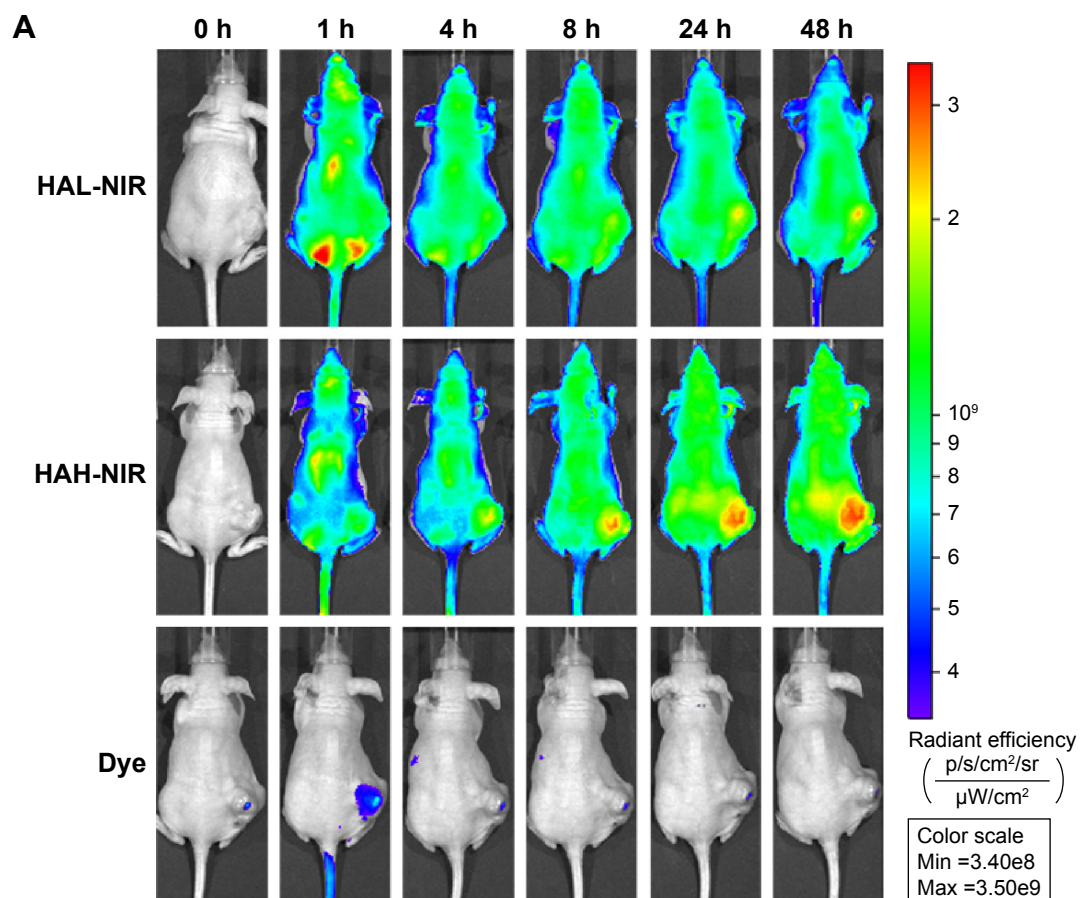 A
0 h 1 h 4 h 8 h 24 h 48 h
HAL-NIR
HAH-NIR
Dye
3
2
10⁹
9
8
7
6
5
4
Radiant efficiency
( p/s/cm²/sr
µW/cm² )
Color scale
Min =3.40e8
Max =3.50e9